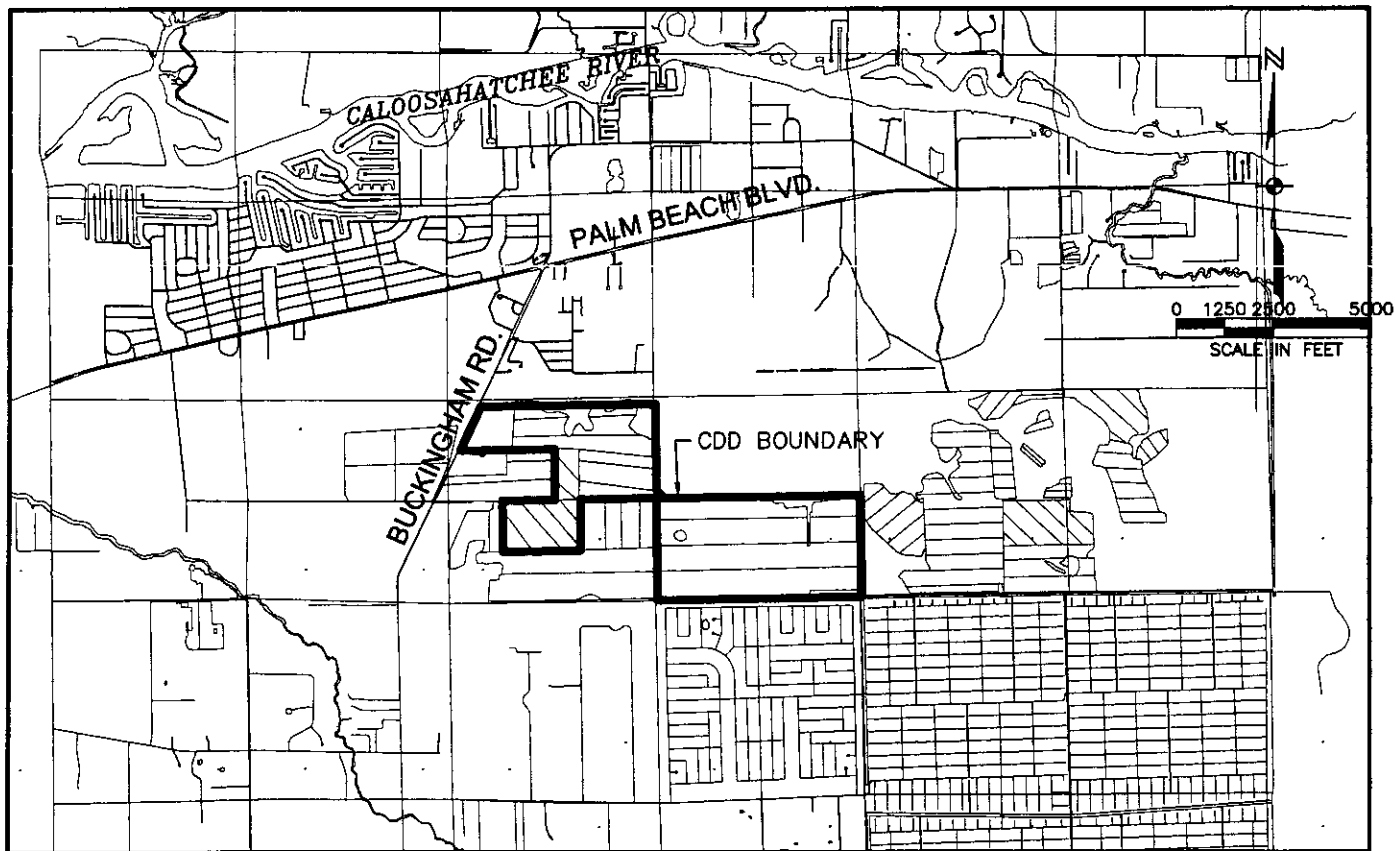 CALOOSAHATCHEE RIVER
N
PALM BEACH BLVD.
0 1250 2500 5000
SCALE IN FEET
BUCKINGHAM RD.
CDD BOUNDARY